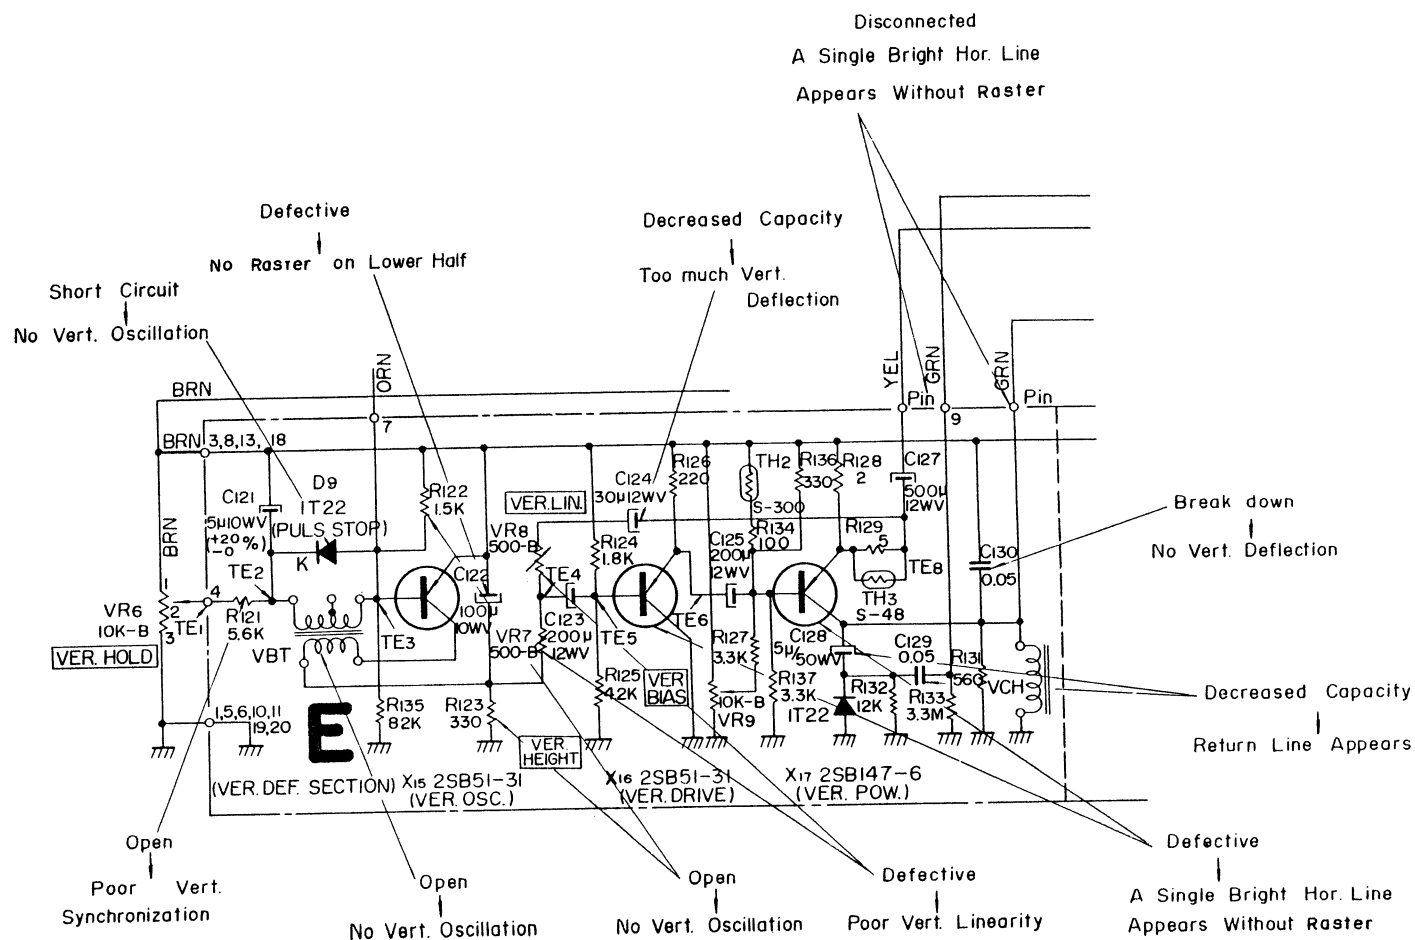 Disconnected
A Single Bright Hor. Line
Appears Without Raster
Defective
No Raster on Lower Half
Decreased Capacity
Too much Vert.
Deflection
Short Circuit
No Vert. Oscillation
BRN
ORN
YEL
GRN
GRN
Pin
9
Pin
7
BRN
3,8,13, 18
D9
1T22
(PULS STOP)
K
C121
5µ10WV
(+20%
-0)
R122
1.5K
VER.LIN.
C124
30µ12WV
R126
220
TH2
S-300
R136
330
R128
2
C127
500µ
12WV
VR8
500-B
R124
1.8K
C125
200µ
12WV
R134
100
R129
5
TE8
TH3
S-48
C130
0.05
Break down
No Vert. Deflection
BRN
1
2
3
4
TE2
TE1
VR6
10K-B
VER. HOLD
R121
5.6K
VBT
TE3
C122
100µ
10WV
TE4
C123
200µ
12WV
VR7
500-B
TE5
TE6
R127
3.3K
C128
5µ/
50WV
C129
0.05
R131
560
VCH
R125
4.2K
VER
BIAS
10K-B
VR9
R137
3.3K
1T22
R132
12K
R133
3.3M
Decreased Capacity
Return Line Appears
1,5,6,10,11
19,20
E
R135
82K
R123
330
VER.
HEIGHT
(VER. DEF. SECTION)
X15 2SB51-31
(VER. OSC.)
X16 2SB51-31
(VER. DRIVE)
X17 2SB147-6
(VER. POW.)
Open
Poor Vert.
Synchronization
Open
No Vert. Oscillation
Open
No Vert. Oscillation
Defective
Poor Vert. Linearity
Defective
A Single Bright Hor. Line
Appears Without Raster